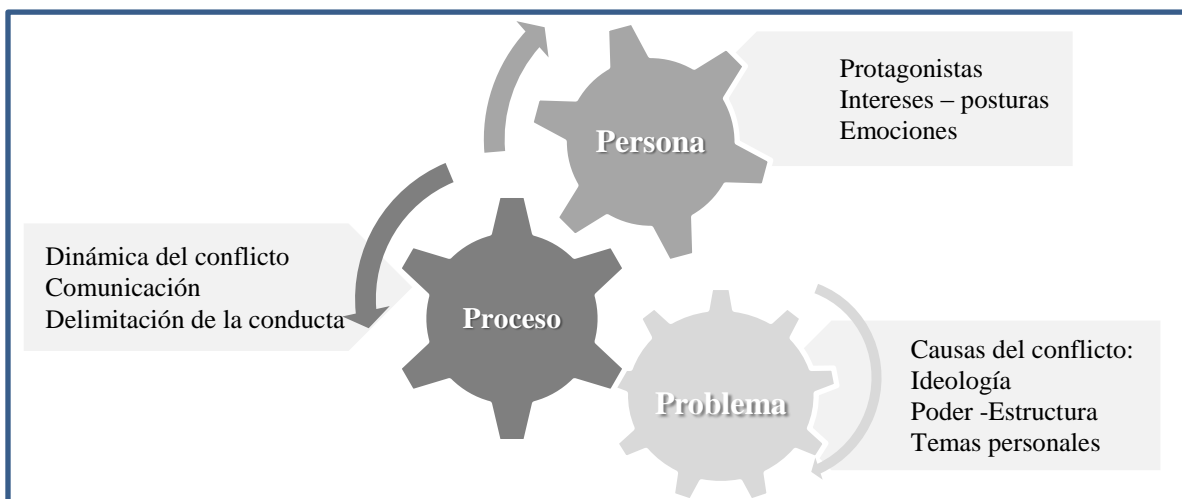 Persona
Protagonistas
Intereses – posturas
Emociones
Proceso
Dinámica del conflicto
Comunicación
Delimitación de la conducta
Problema
Causas del conflicto:
Ideología
Poder -Estructura
Temas personales